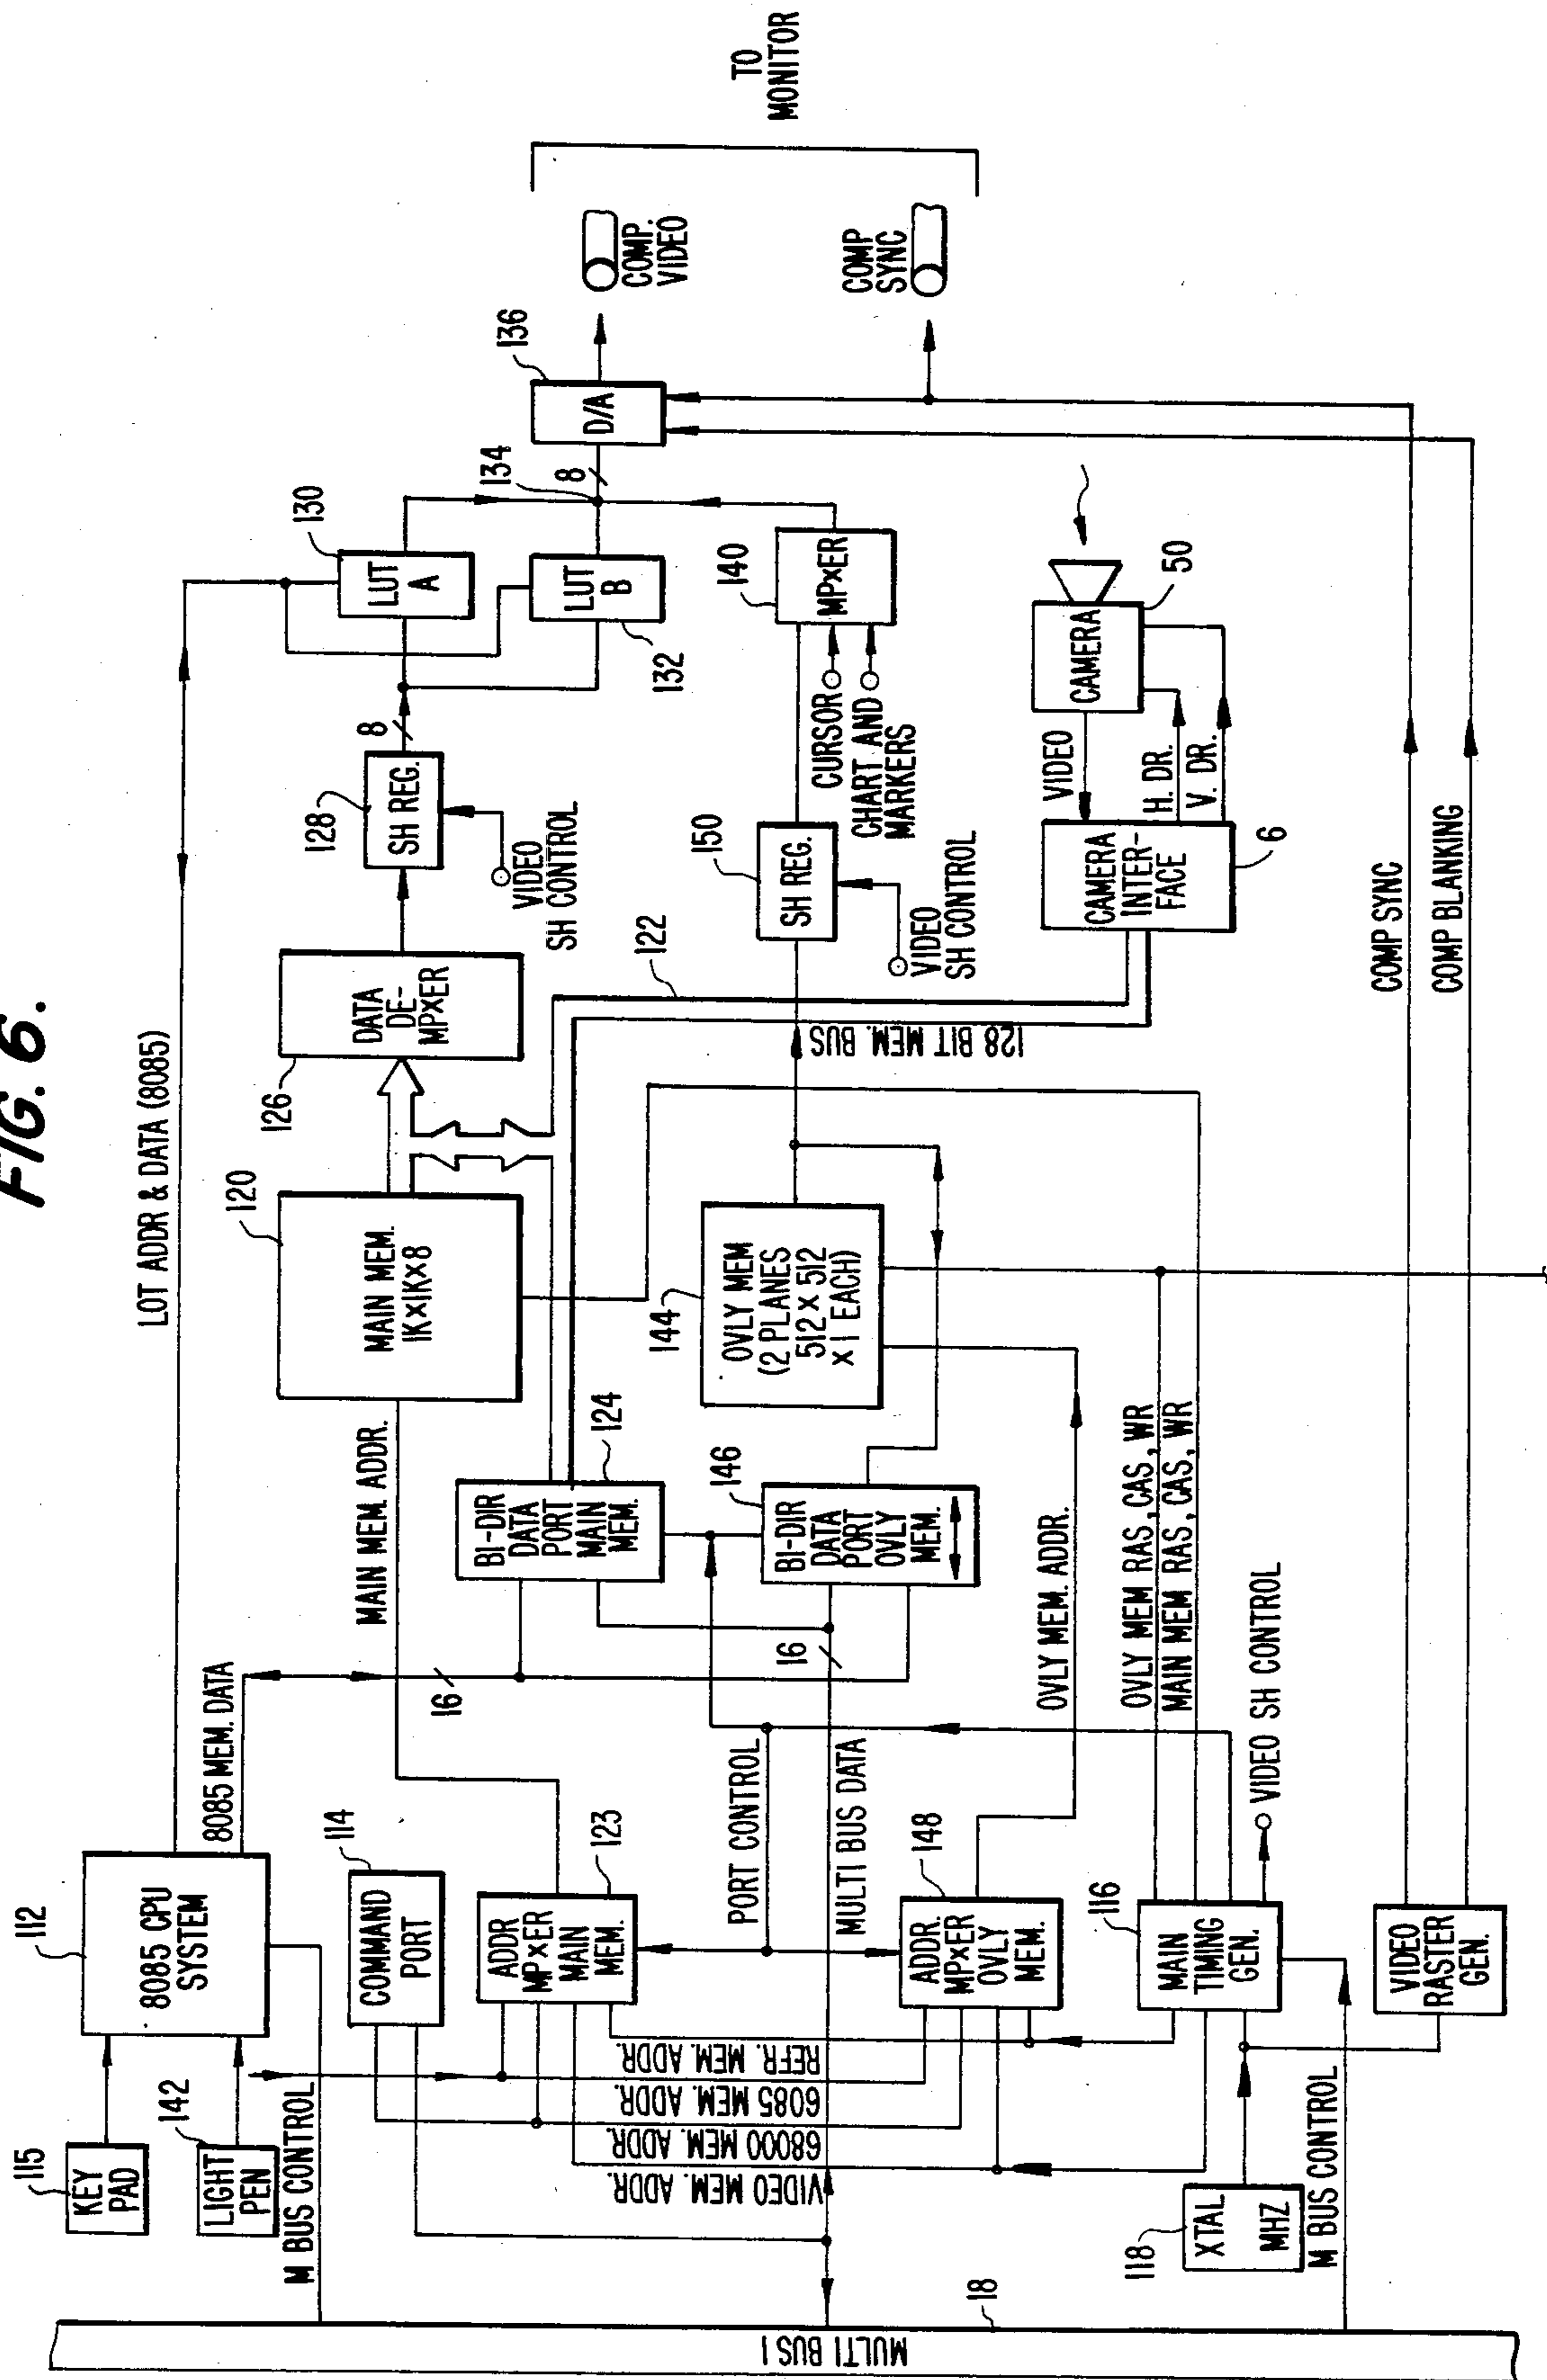 FIG. 6.
112
8085 CPU
SYSTEM
115
KEY
PAD
142
LIGHT
PEN
M BUS CONTROL
LOT ADDR & DATA (8085)
8085 MEM. DATA
16
114
COMMAND
PORT
MAIN MEM. ADDR.
120
MAIN MEM.
1K×1K×8
126
DATA
DE-
MPXER
128
SH REG.
8
VIDEO
SH CONTROL
130
LUT
A
LUT
B
132
134
8
136
D/A
COMP.
VIDEO
COMP
SYNC
TO
MONITOR
123
ADDR
MPXER
MAIN
MEM.
124
BI-DIR
DATA
PORT
MAIN
MEM.
122
128 BIT MEM. BUS
PORT CONTROL
MULTI BUS DATA
16
146
BI-DIR
DATA
PORT
OVLY
MEM.
144
OVLY MEM
(2 PLANES
512 X 512
X 1 EACH)
150
SH REG.
VIDEO
SH CONTROL
140
MPXER
CURSOR
CHART AND
MARKERS
REFR. MEM. ADDR.
6085 MEM. ADDR.
68000 MEM. ADDR.
VIDEO MEM. ADDR.
148
ADDR.
MPXER
OVLY
MEM.
OVLY MEM. ADDR.
CAMERA
50
VIDEO
H. DR.
V. DR.
CAMERA
INTER-
FACE
6
116
MAIN
TIMING
GEN.
OVLY MEM RAS, CAS, WR
MAIN MEM RAS, CAS, WR
VIDEO SH CONTROL
118
XTAL
MHZ
M BUS CONTROL
VIDEO
RASTER
GEN.
COMP SYNC
COMP BLANKING
18
MULTI BUS I